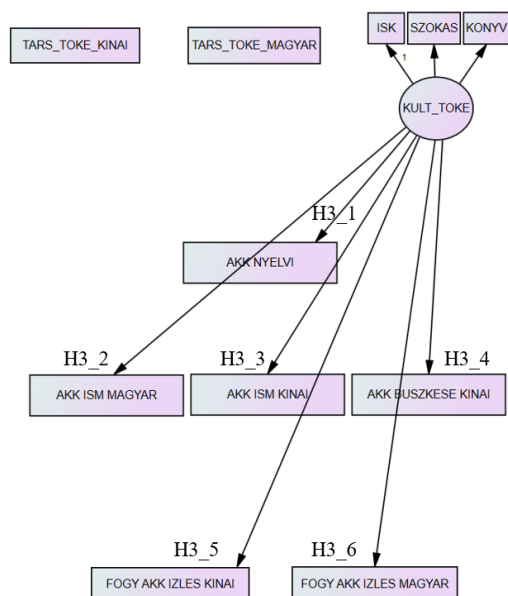 ISK SZOKAS KONYV
TARS_TOKE_KINAI TARS_TOKE_MAGYAR
1
KULT_TOKE
H3_1
AKK NYELVI
H3_2 H3_3 H3_4
AKK ISM MAGYAR AKK ISM KINAI AKK BUSZKESE KINAI
H3_5 H3_6
FOGY AKK IZLES KINAI FOGY AKK IZLES MAGYAR